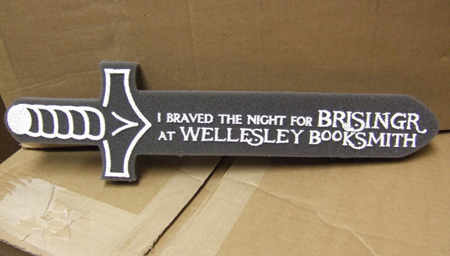 I BRAVED THE NIGHT FOR BRISINGR
AT WELLESLEY BOOKSMITH